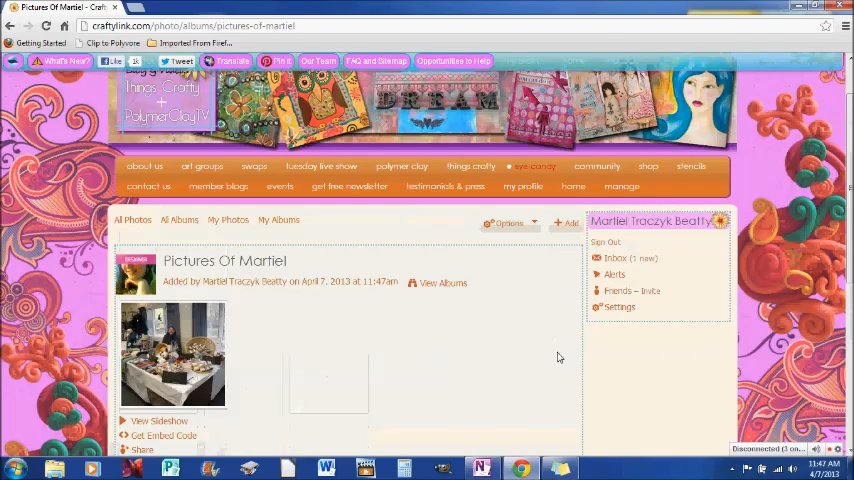 Pictures Of Martiel - Craft
craftylink.com/photo/albums/pictures-of-martiel
Getting Started Clip to Polyvore Imported From Firef...
What's New? Like 1k Tweet Translate Pin it Our Team FAQ and Sitemap Opportunities to Help
Things Crafty
+
PolymerClayTV
DREAM
about us art groups swaps tuesday live show polymer clay things crafty eye candy community shop stencils
contact us member blogs events get free newsletter testimonials & press my profile home manage
All Photos All Albums My Photos My Albums
Options Add
Martiel Traczyk Beatty
Sign Out
Inbox (1 new)
Alerts
Friends – Invite
Settings
DESIGNER
Pictures Of Martiel
Added by Martiel Traczyk Beatty on April 7, 2013 at 11:47am View Albums
View Slideshow
Get Embed Code
Share
Disconnected (3 on...
11:47 AM
4/7/2013